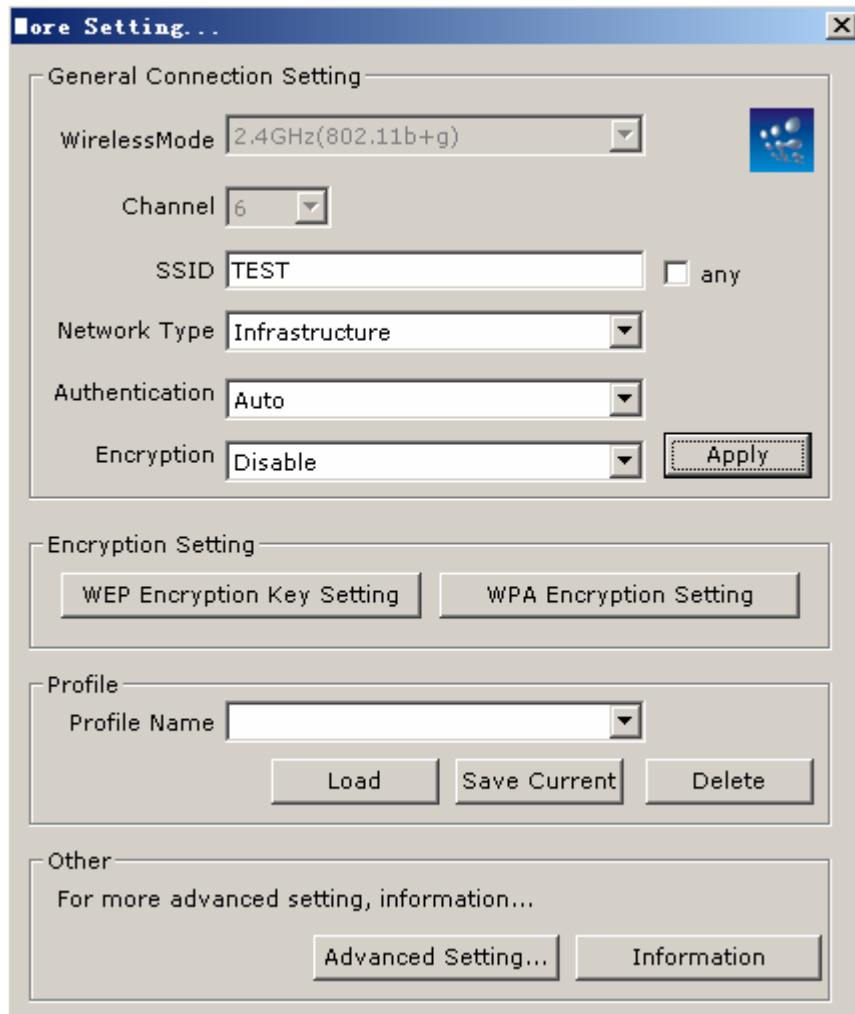 More Setting...
General Connection Setting
WirelessMode 2.4GHz(802.11b+g)
Channel 6
SSID TEST any
Network Type Infrastructure
Authentication Auto
Encryption Disable Apply
Encryption Setting
WEP Encryption Key Setting WPA Encryption Setting
Profile
Profile Name
Load Save Current Delete
Other
For more advanced setting, information...
Advanced Setting... Information